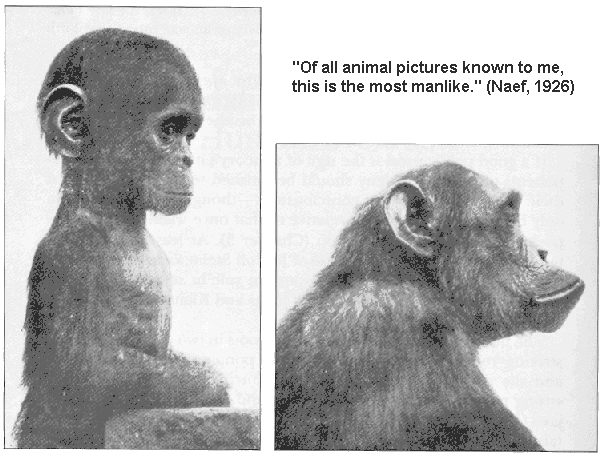 "Of all animal pictures known to me,
this is the most manlike." (Naef, 1926)